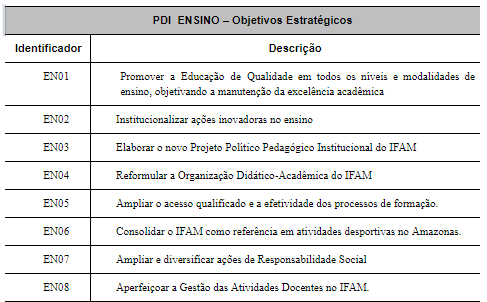 PDI ENSINO – Objetivos Estratégicos
Identificador Descrição
EN01 Promover a Educação de Qualidade em todos os níveis e modalidades de
ensino, objetivando a manutenção da excelência acadêmica
EN02 Institucionalizar ações inovadoras no ensino
EN03 Elaborar o novo Projeto Político Pedagógico Institucional do IFAM
EN04 Reformular a Organização Didático-Acadêmica do IFAM
EN05 Ampliar o acesso qualificado e a efetividade dos processos de formação.
EN06 Consolidar o IFAM como referência em atividades desportivas no Amazonas.
EN07 Ampliar e diversificar ações de Responsabilidade Social
EN08 Aperfeiçoar a Gestão das Atividades Docentes no IFAM.